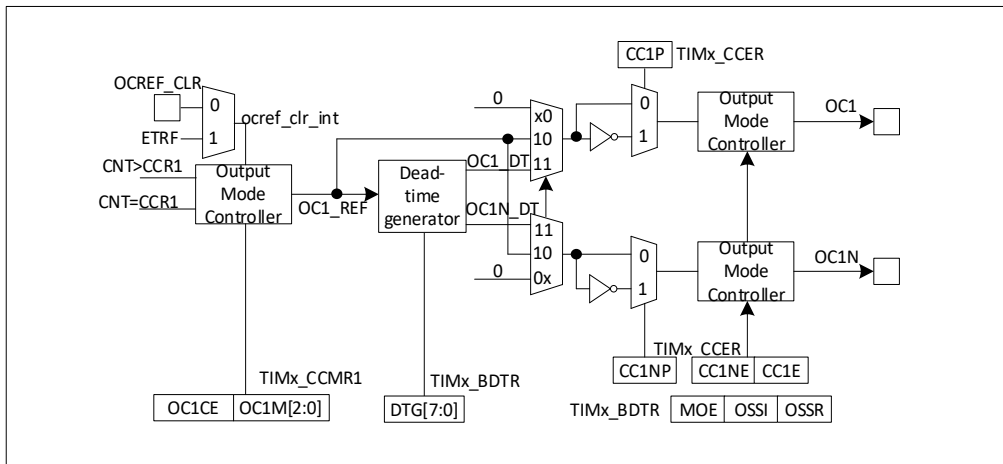 CC1P TIMx_CCER
OCREF_CLR
0
ETRF
1
ocref_clr_int
CNT>CCR1
CNT=CCR1
Output
Mode
Controller
OC1_REF
Dead-
time
generator
OC1_DT
OC1N_DT
0
x0
10
11
11
10
0x
0
0
1
Output
Mode
Controller
OC1
0
1
Output
Mode
Controller
OC1N
TIMx_CCER
CC1NP CC1NE CC1E
TIMx_CCMR1
OC1CE OC1M[2:0]
TIMx_BDTR
DTG[7:0]
TIMx_BDTR MOE OSSI OSSR